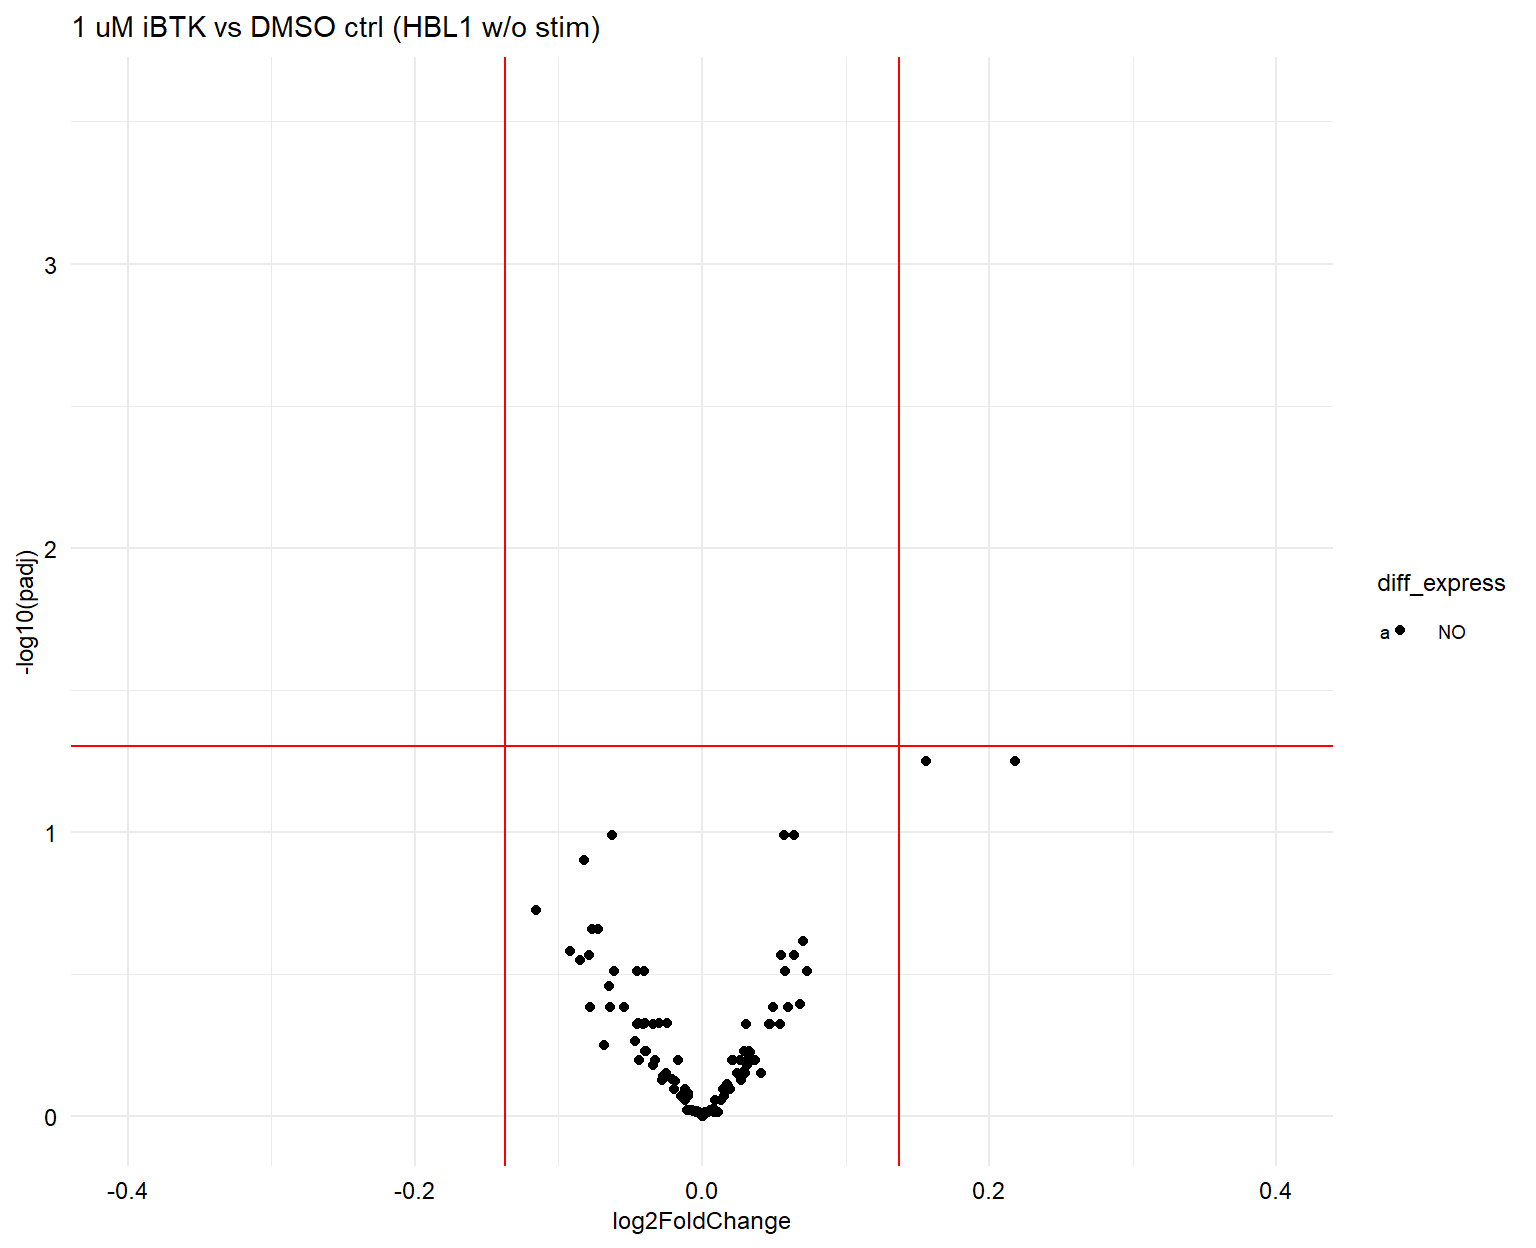 1 uM iBTK vs DMSO ctrl (HBL1 w/o stim)
3
2
1
0
-log10(padj)
-0.4
-0.2
0.0
0.2
0.4
log2FoldChange
diff_express
a NO